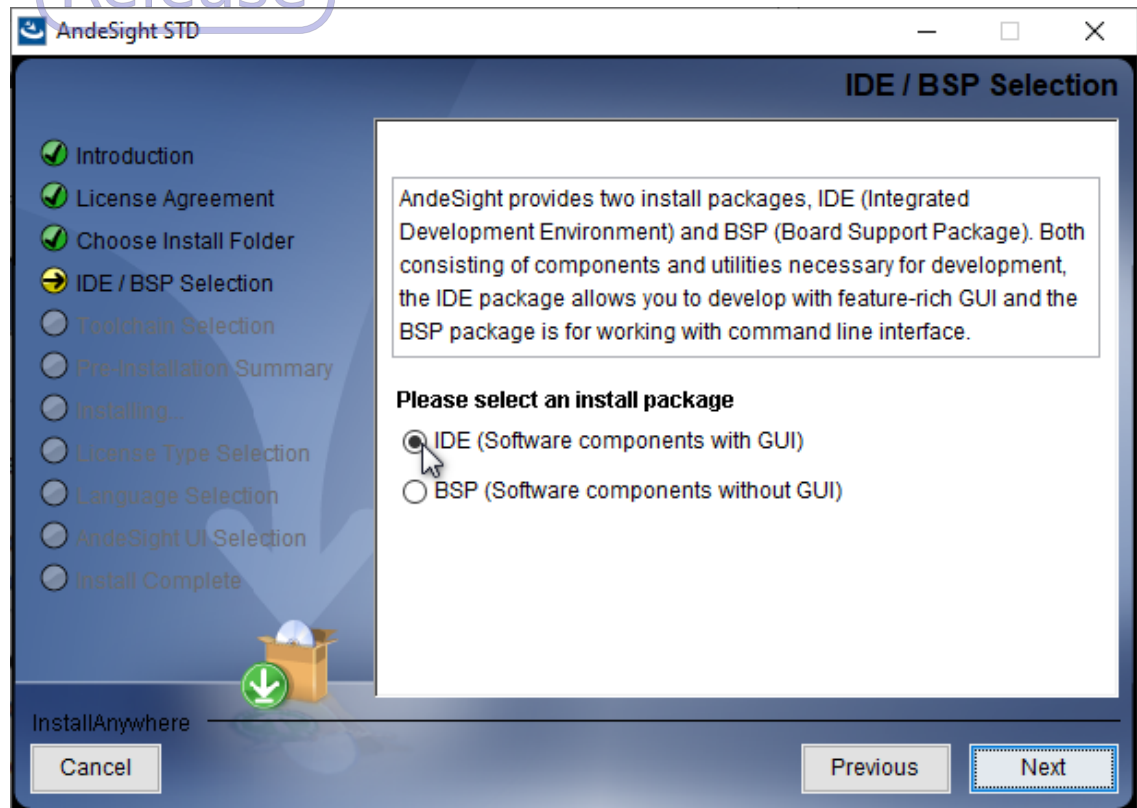 Release
AndeSight STD
IDE / BSP Selection
Introduction
License Agreement
Choose Install Folder
IDE / BSP Selection
Toolchain Selection
Pre-Installation Summary
Installing...
License Type Selection
Language Selection
AndeSight UI Selection
Install Complete
AndeSight provides two install packages, IDE (Integrated
Development Environment) and BSP (Board Support Package). Both
consisting of components and utilities necessary for development,
the IDE package allows you to develop with feature-rich GUI and the
BSP package is for working with command line interface.
Please select an install package
IDE (Software components with GUI)
BSP (Software components without GUI)
InstallAnywhere
Cancel
Previous
Next